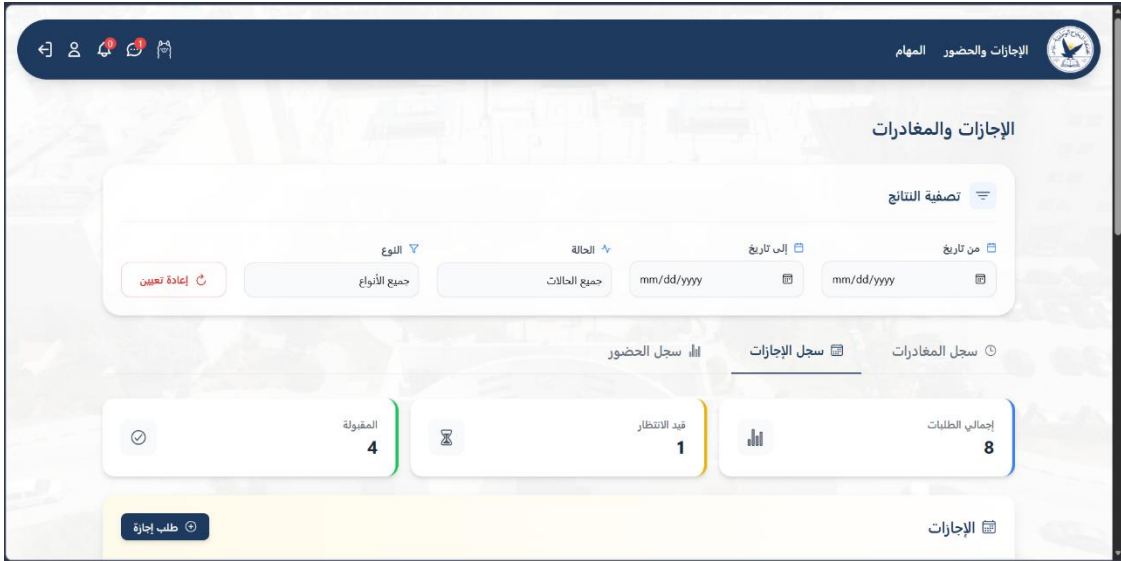 الإجازات والحضور المهام 1 0
الإجازات والمغادرات
تصفية النتائج
من تاريخ إلى تاريخ الحالة النوع
mm/dd/yyyy mm/dd/yyyy جميع الحالات جميع الأنواع إعادة تعيين
سجل المغادرات سجل الإجازات سجل الحضور
إجمالي الطلبات قيد الانتظار المقبولة
8 1 4
الإجازات طلب إجازة